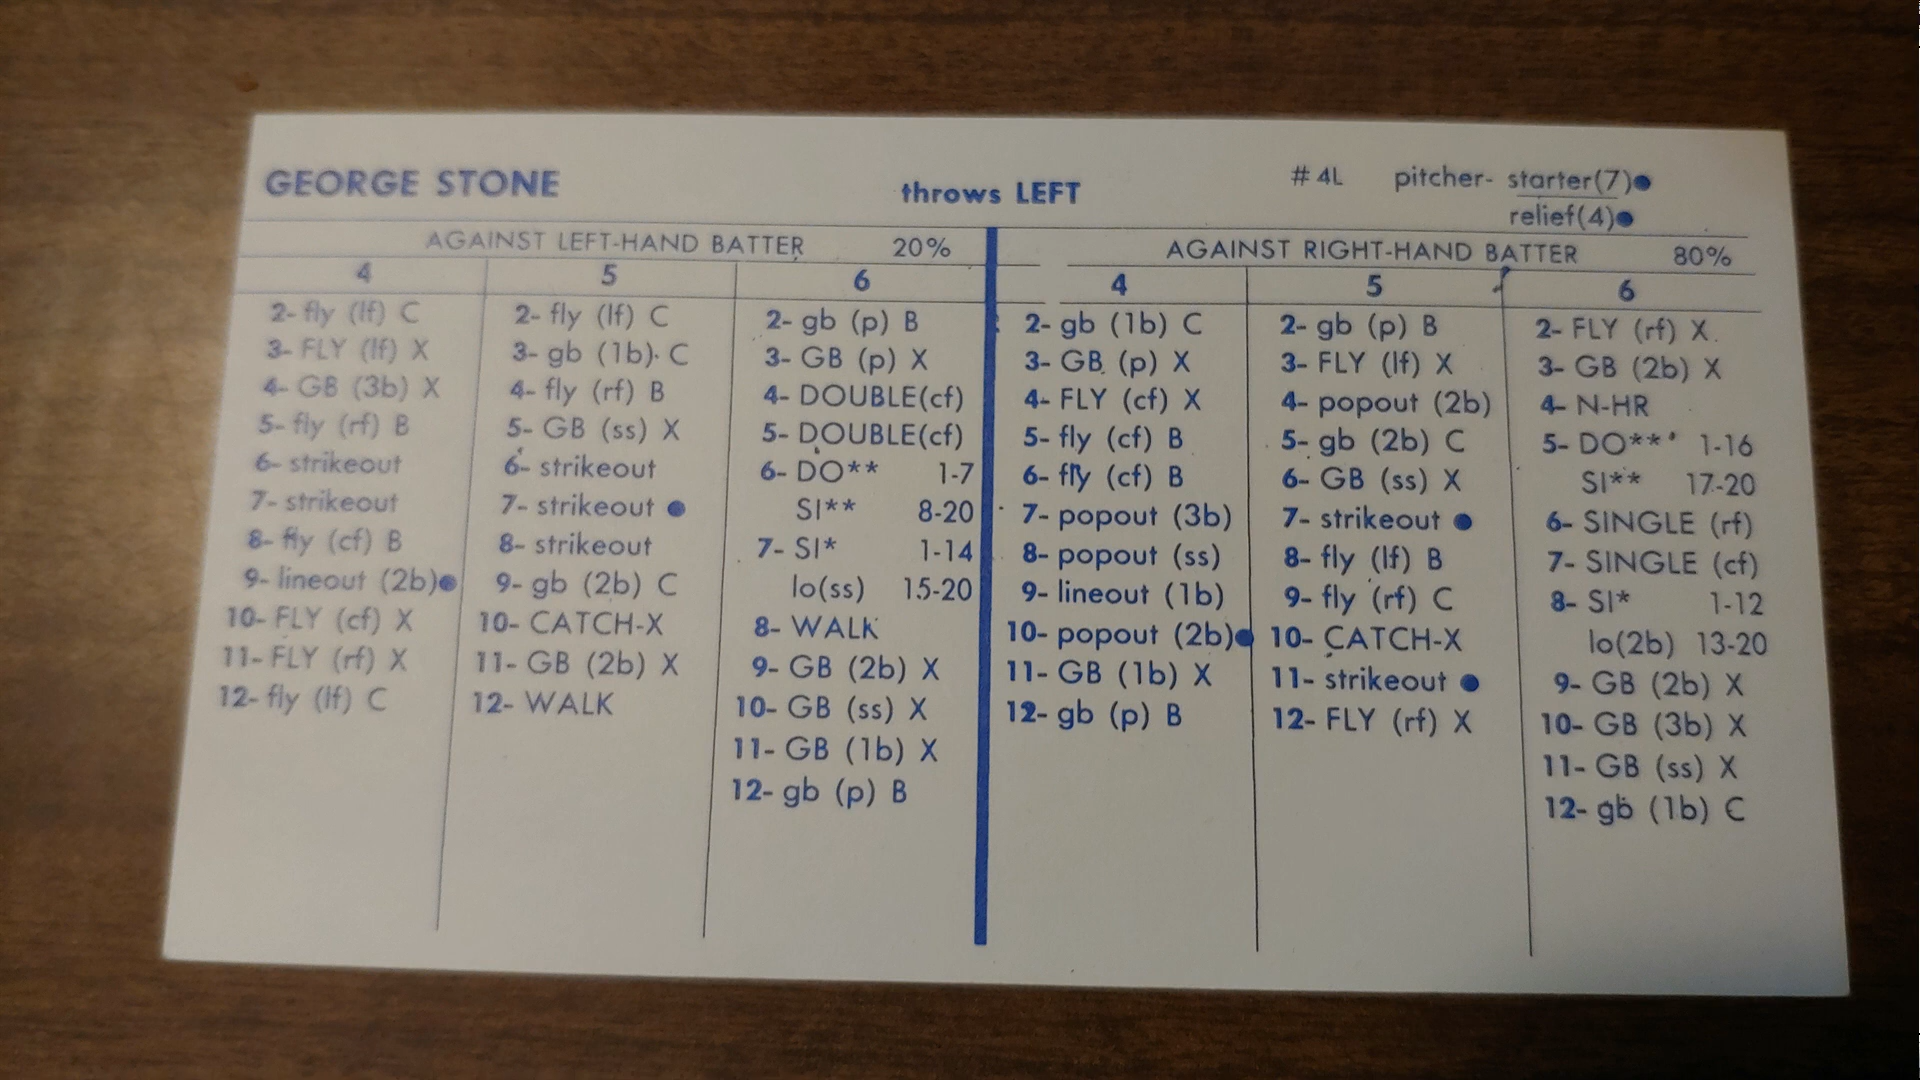 GEORGE STONE throws LEFT # 4L pitcher- starter(7)●
relief(4)●
AGAINST LEFT-HAND BATTER 20%
4
2- fly (lf) C
3- FLY (lf) X
4- GB (3b) X
5- fly (rf) B
6- strikeout
7- strikeout
8- fly (cf) B
9- lineout (2b)●
10- FLY (cf) X
11- FLY (rf) X
12- fly (lf) C
5
2- fly (lf) C
3- gb (1b) C
4- fly (rf) B
5- GB (ss) X
6- strikeout
7- strikeout ●
8- strikeout
9- gb (2b) C
10- CATCH-X
11- GB (2b) X
12- WALK
6
2- gb (p) B
3- GB (p) X
4- DOUBLE(cf)
5- DOUBLE(cf)
6- DO** 1-7
SI** 8-20
7- SI* 1-14
lo(ss) 15-20
8- WALK
9- GB (2b) X
10- GB (ss) X
11- GB (1b) X
12- gb (p) B
AGAINST RIGHT-HAND BATTER 80%
4
2- gb (1b) C
3- GB (p) X
4- FLY (cf) X
5- fly (cf) B
6- fly (cf) B
7- popout (3b)
8- popout (ss)
9- lineout (1b)
10- popout (2b)●
11- GB (1b) X
12- gb (p) B
5
2- gb (p) B
3- FLY (lf) X
4- popout (2b)
5- gb (2b) C
6- GB (ss) X
7- strikeout ●
8- fly (lf) B
9- fly (rf) C
10- CATCH-X
11- strikeout ●
12- FLY (rf) X
6
2- FLY (rf) X
3- GB (2b) X
4- N-HR
5- DO** 1-16
SI** 17-20
6- SINGLE (rf)
7- SINGLE (cf)
8- SI* 1-12
lo(2b) 13-20
9- GB (2b) X
10- GB (3b) X
11- GB (ss) X
12- gb (1b) C